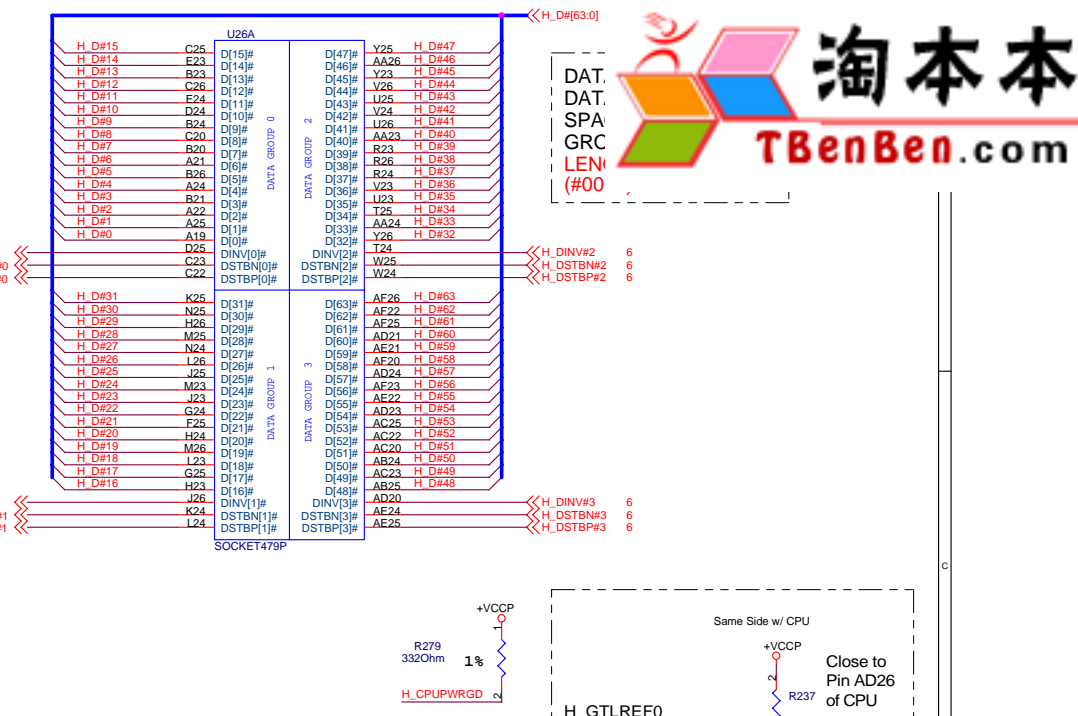 H_D#[63:0]
U26A
H_D#15 C25 D[15]# D[47]# Y25 H_D#47
H_D#14 E23 D[14]# D[46]# AA26 H_D#46
H_D#13 B23 D[13]# D[45]# Y23 H_D#45
H_D#12 C26 D[12]# D[44]# V26 H_D#44
H_D#11 E24 D[11]# D[43]# U25 H_D#43
H_D#10 D24 D[10]# D[42]# V24 H_D#42
H_D#9 B24 D[9]# D[41]# U26 H_D#41
H_D#8 C20 D[8]# D[40]# AA23 H_D#40
H_D#7 B20 D[7]# D[39]# R23 H_D#39
H_D#6 A21 D[6]# D[38]# R26 H_D#38
H_D#5 B26 D[5]# D[37]# R24 H_D#37
H_D#4 A24 D[4]# D[36]# V23 H_D#36
H_D#3 B21 D[3]# D[35]# U23 H_D#35
H_D#2 A22 D[2]# D[34]# T25 H_D#34
H_D#1 A25 D[1]# D[33]# AA24 H_D#33
H_D#0 A19 D[0]# D[32]# Y26 H_D#32
D25 DINV[0]# DINV[2]# T24 H_DINV#2 6
#0 C23 DSTBN[0]# DSTBN[2]# W25 H_DSTBN#2 6
#0 C22 DSTBP[0]# DSTBP[2]# W24 H_DSTBP#2 6
DATA GROUP 0
DATA GROUP 2
H_D#31 K25 D[31]# D[63]# AF26 H_D#63
H_D#30 N25 D[30]# D[62]# AF22 H_D#62
H_D#29 H26 D[29]# D[61]# AF25 H_D#61
H_D#28 M25 D[28]# D[60]# AD21 H_D#60
H_D#27 N24 D[27]# D[59]# AE21 H_D#59
H_D#26 L26 D[26]# D[58]# AF20 H_D#58
H_D#25 J25 D[25]# D[57]# AD24 H_D#57
H_D#24 M23 D[24]# D[56]# AF23 H_D#56
H_D#23 J23 D[23]# D[55]# AE22 H_D#55
H_D#22 G24 D[22]# D[54]# AD23 H_D#54
H_D#21 F25 D[21]# D[53]# AC25 H_D#53
H_D#20 H24 D[20]# D[52]# AC22 H_D#52
H_D#19 M26 D[19]# D[51]# AC20 H_D#51
H_D#18 L23 D[18]# D[50]# AB24 H_D#50
H_D#17 G25 D[17]# D[49]# AC23 H_D#49
H_D#16 H23 D[16]# D[48]# AB25 H_D#48
J26 DINV[1]# DINV[3]# AD20 H_DINV#3 6
#1 K24 DSTBN[1]# DSTBN[3]# AE24 H_DSTBN#3 6
#1 L24 DSTBP[1]# DSTBP[3]# AE25 H_DSTBP#3 6
DATA GROUP 1
DATA GROUP 3
SOCKET479P
淘本本
TBenBen.com
DAT
DAT
SPA
GRO
LEN
(#00
C
+VCCP
1
R279
332Ohm 1%
H_CPUPWRGD 2
Same Side w/ CPU
+VCCP
2
R237
Close to
Pin AD26
of CPU
H_GTLREF0